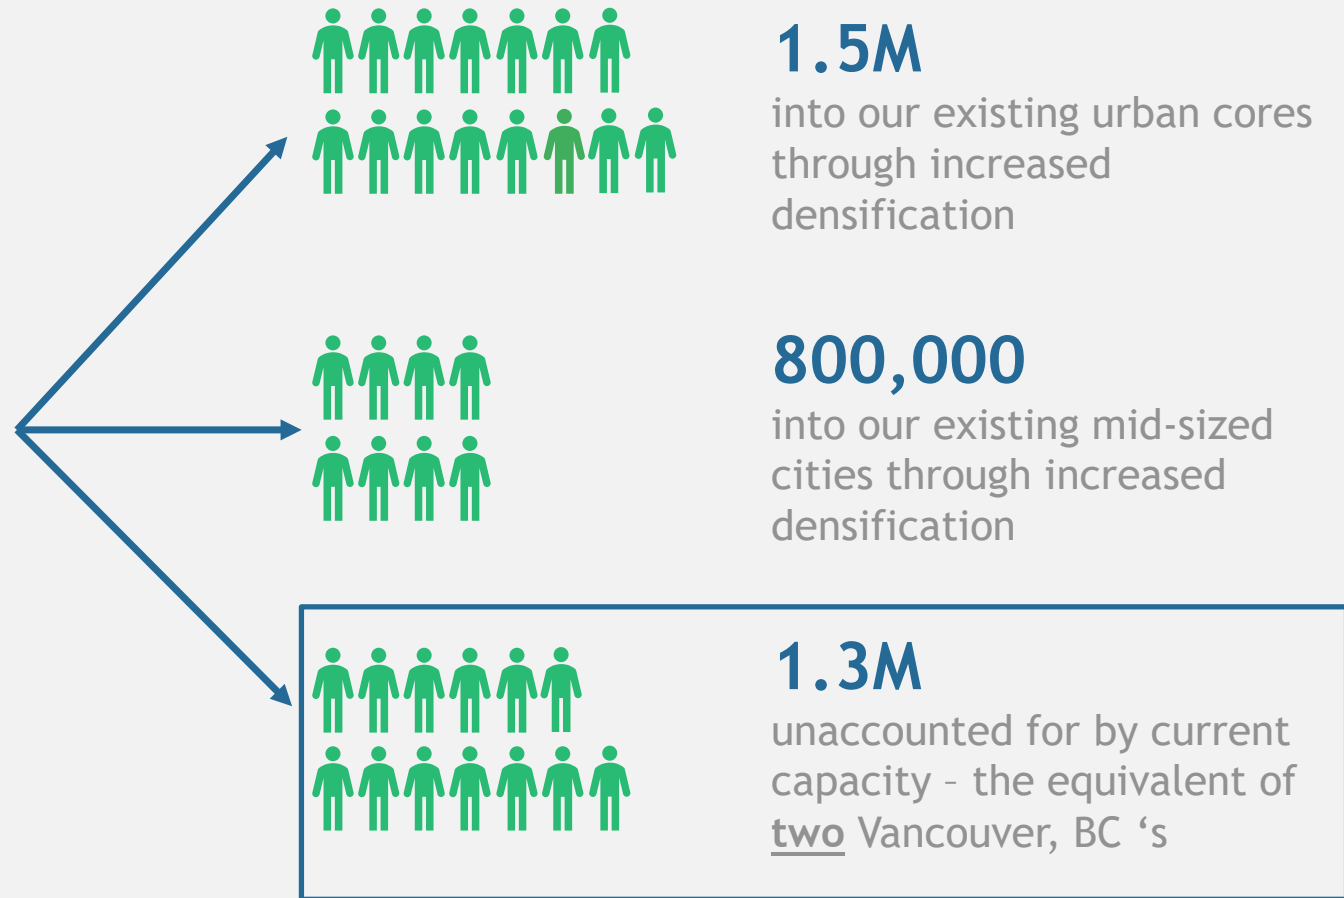 1.5M
into our existing urban cores
through increased
densification
800,000
into our existing mid-sized
cities through increased
densification
1.3M
unaccounted for by current
capacity – the equivalent of
two Vancouver, BC ‘s